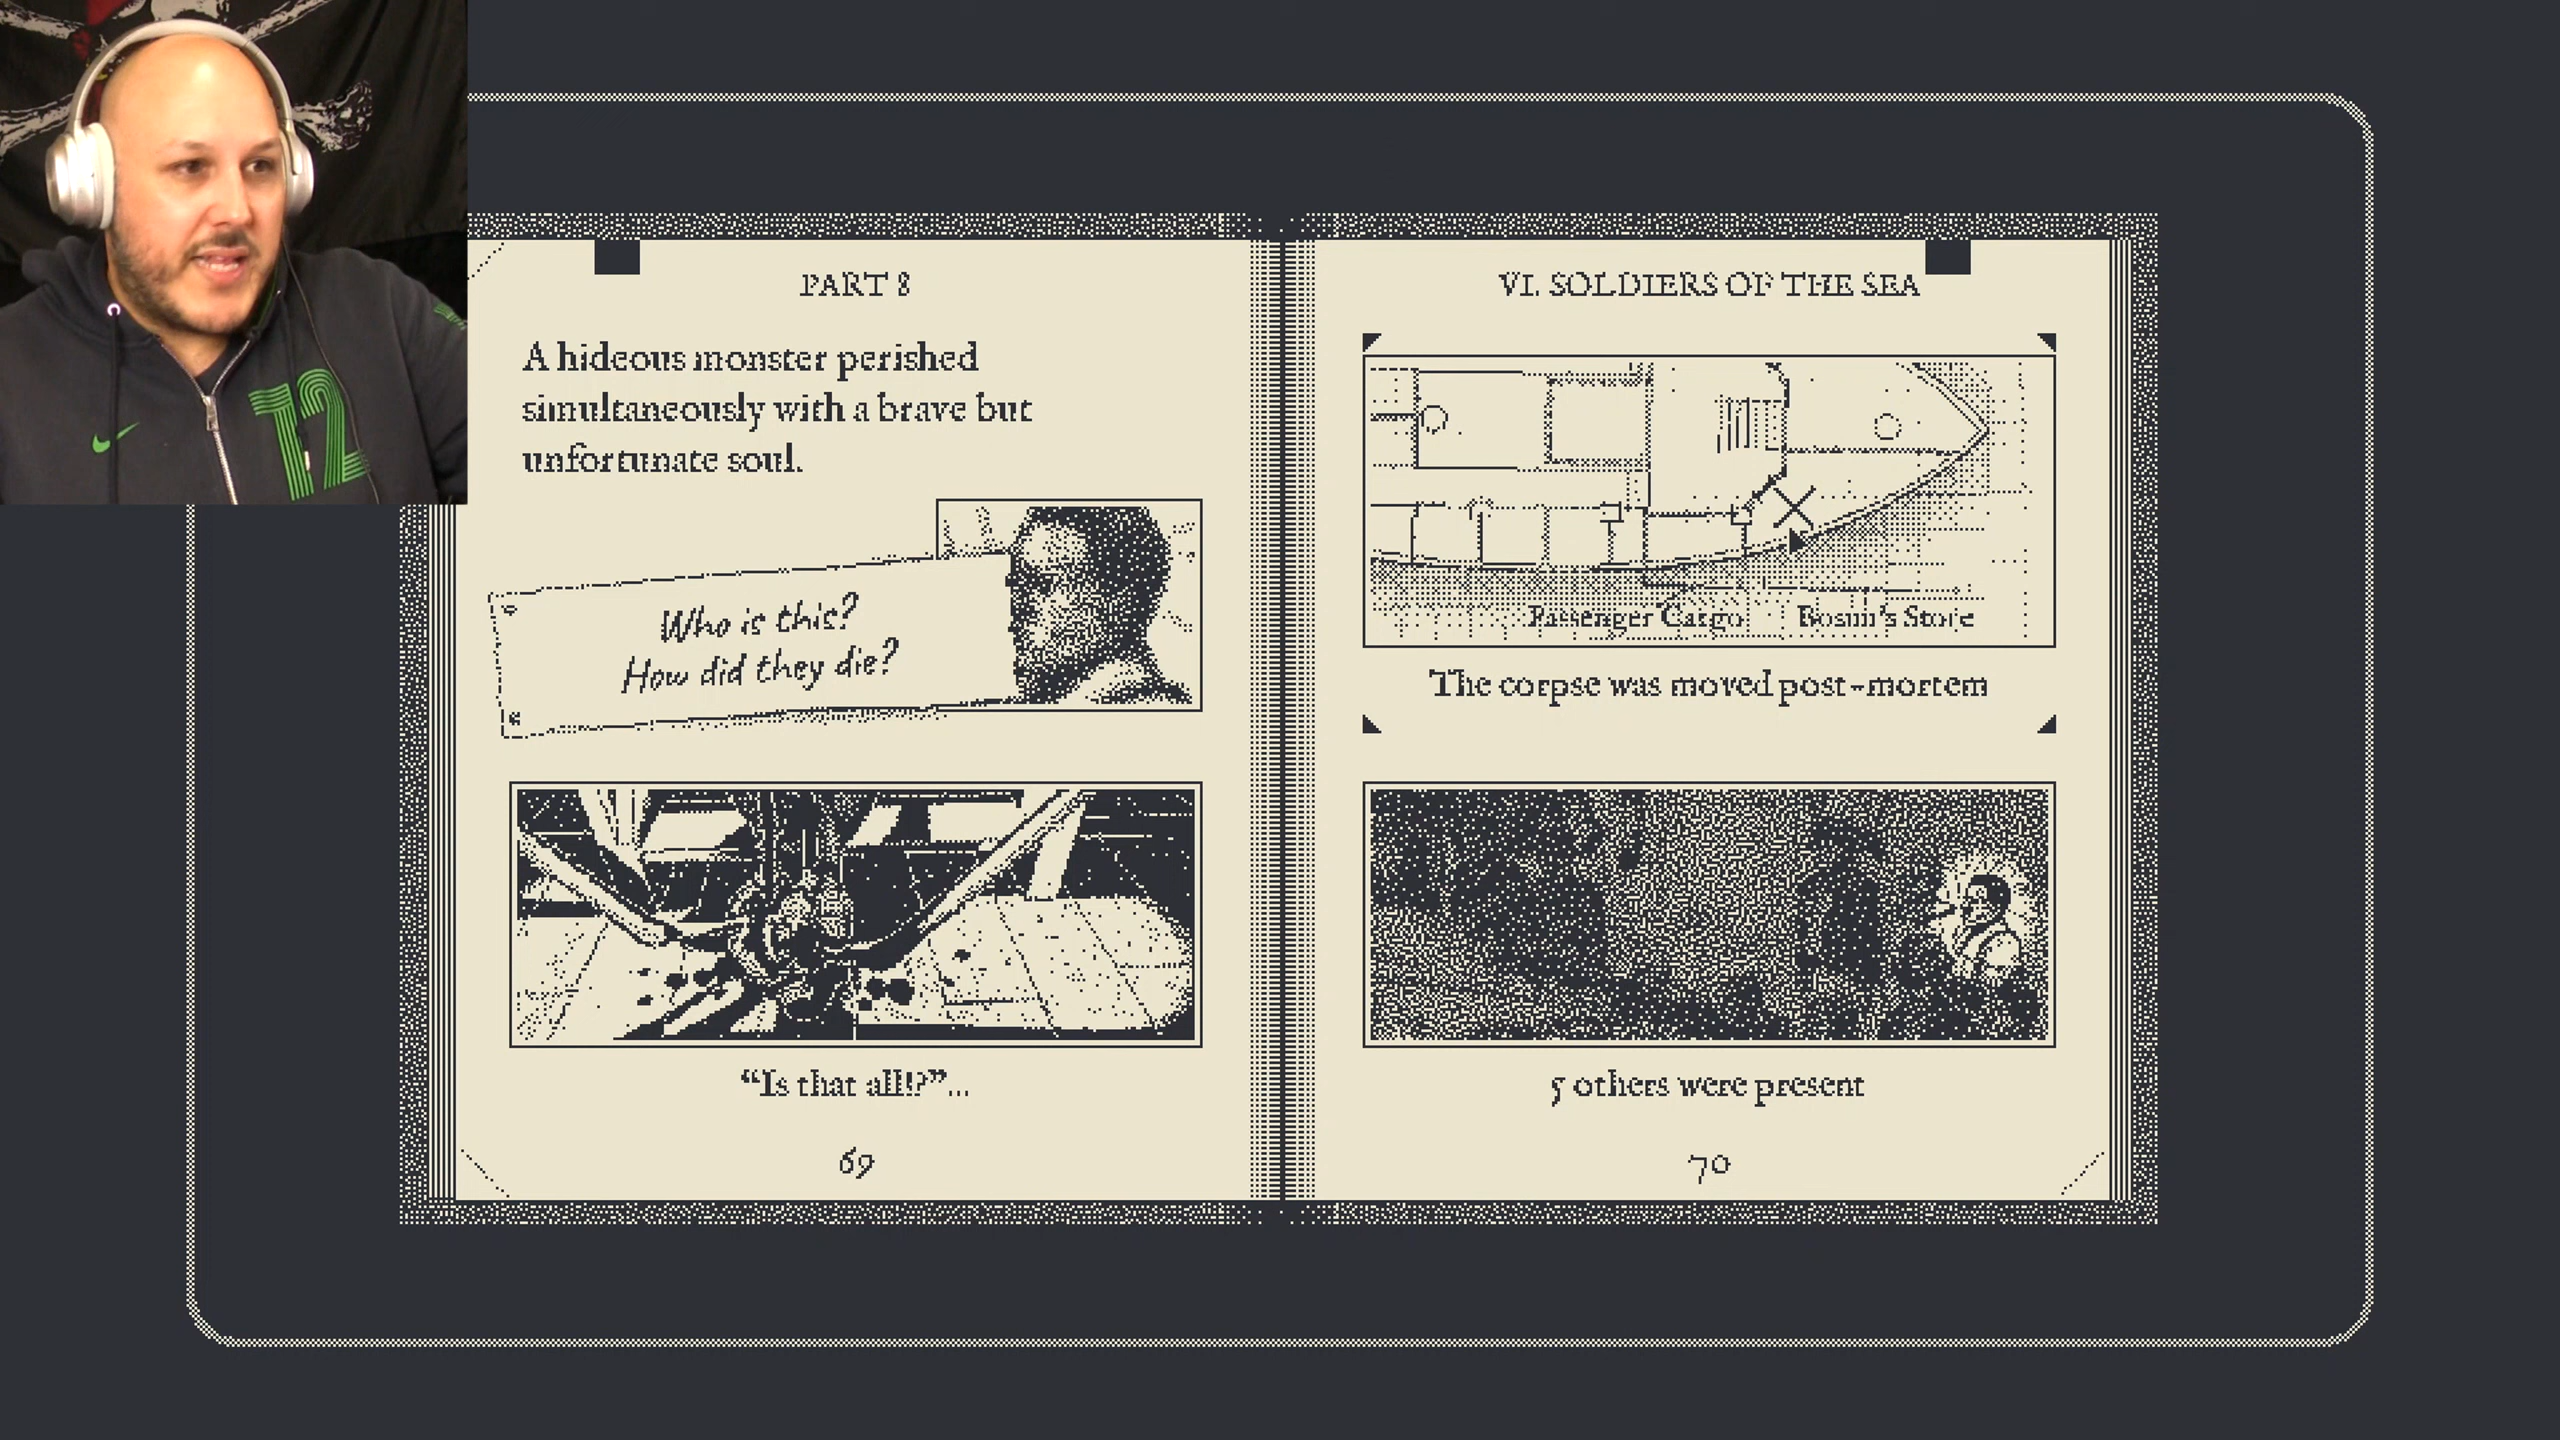 PART 8
A hideous monster perished
simultaneously with a brave but
unfortunate soul.
Who is this?
How did they die?
“Is that all!?”...
69
VI. SOLDIERS OF THE SEA
Passenger Cargo
Bosun's Store
The corpse was moved post-mortem
5 others were present
70
T2